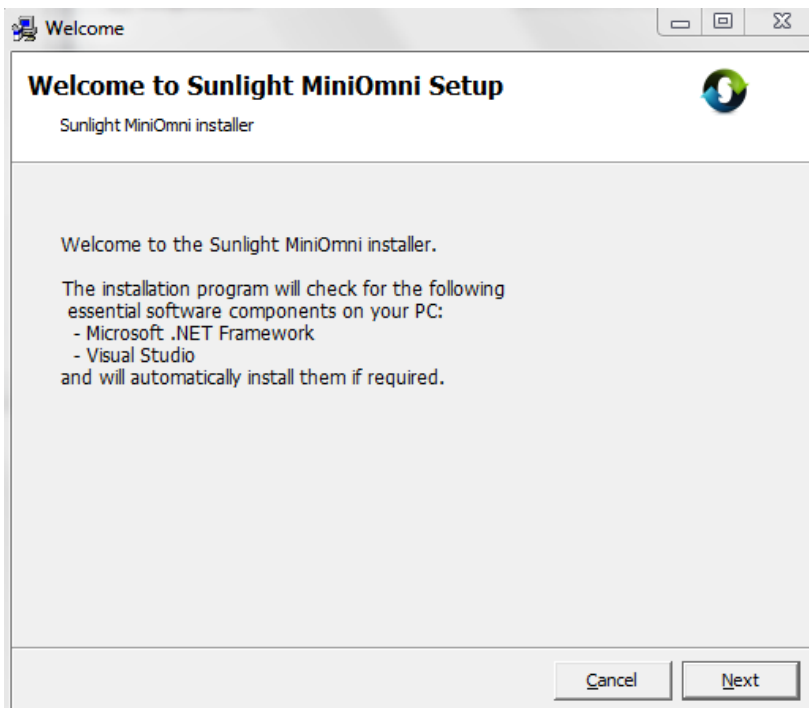 Welcome
Welcome to Sunlight MiniOmni Setup
Sunlight MiniOmni installer
Welcome to the Sunlight MiniOmni installer.
The installation program will check for the following
essential software components on your PC:
- Microsoft .NET Framework
- Visual Studio
and will automatically install them if required.
Cancel
Next